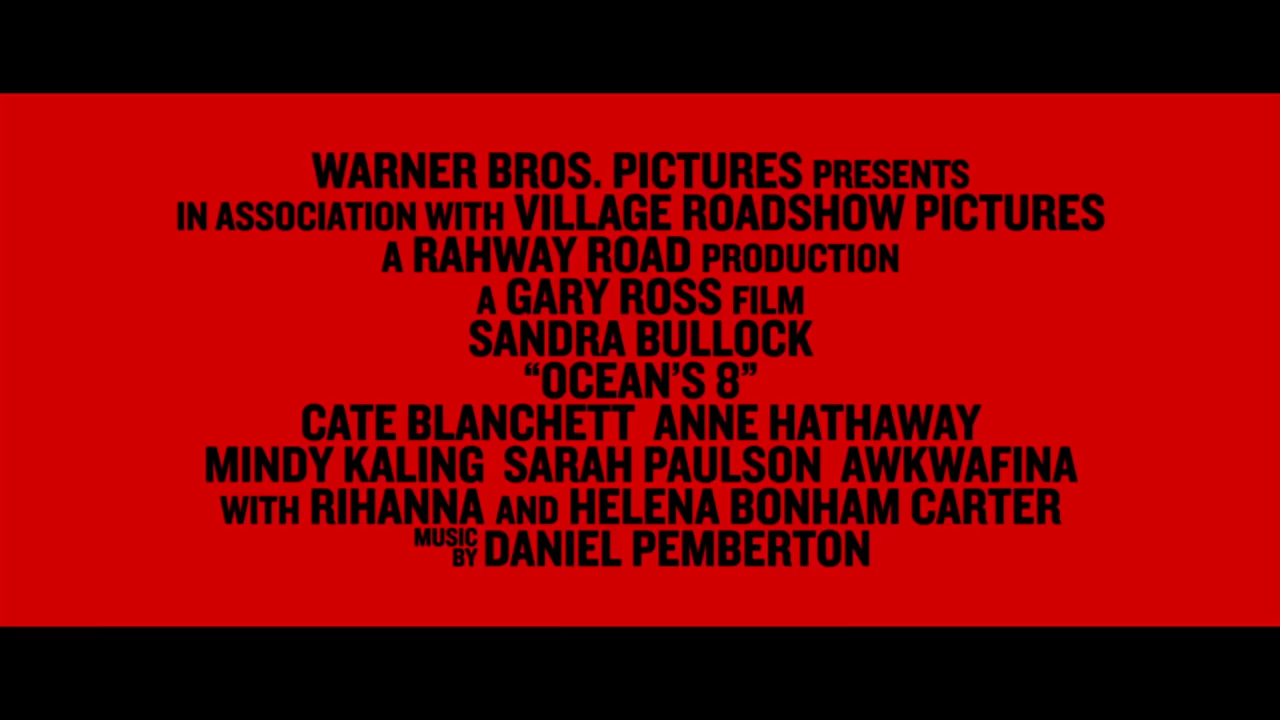 WARNER BROS. PICTURES PRESENTS
IN ASSOCIATION WITH VILLAGE ROADSHOW PICTURES
A RAHWAY ROAD PRODUCTION
A GARY ROSS FILM
SANDRA BULLOCK
“OCEAN’S 8”
CATE BLANCHETT ANNE HATHAWAY
MINDY KALING SARAH PAULSON AWKWAFINA
WITH RIHANNA AND HELENA BONHAM CARTER
MUSIC BY DANIEL PEMBERTON